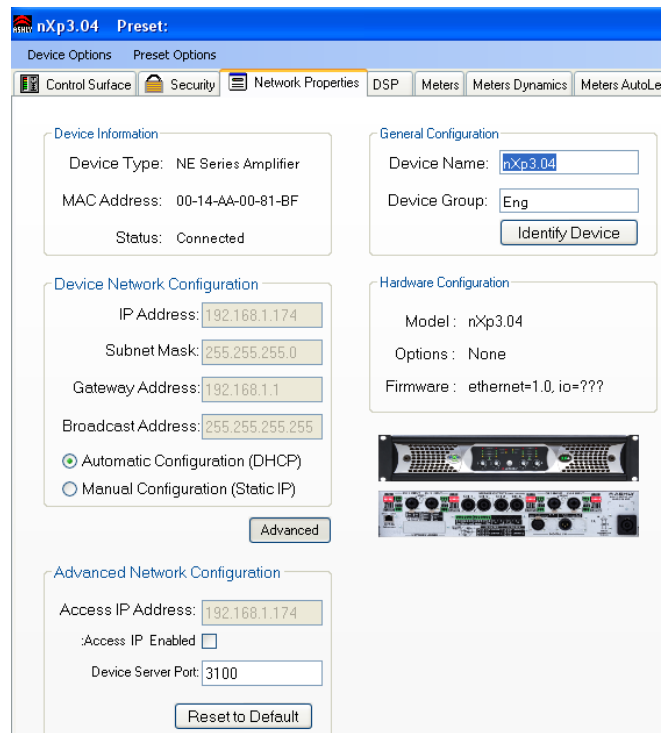 ASHLY nXp3.04 Preset:
Device Options Preset Options
Control Surface Security Network Properties DSP Meters Meters Dynamics Meters AutoLe
Device Information
Device Type: NE Series Amplifier
MAC Address: 00-14-AA-00-81-BF
Status: Connected
General Configuration
Device Name: nXp3.04
Device Group: Eng
Identify Device
Device Network Configuration
IP Address: 192.168.1.174
Subnet Mask: 255.255.255.0
Gateway Address: 192.168.1.1
Broadcast Address: 255.255.255.255
Automatic Configuration (DHCP)
Manual Configuration (Static IP)
Advanced
Hardware Configuration
Model : nXp3.04
Options : None
Firmware : ethernet=1.0, io=???
Advanced Network Configuration
Access IP Address: 192.168.1.174
:Access IP Enabled
Device Server Port: 3100
Reset to Default